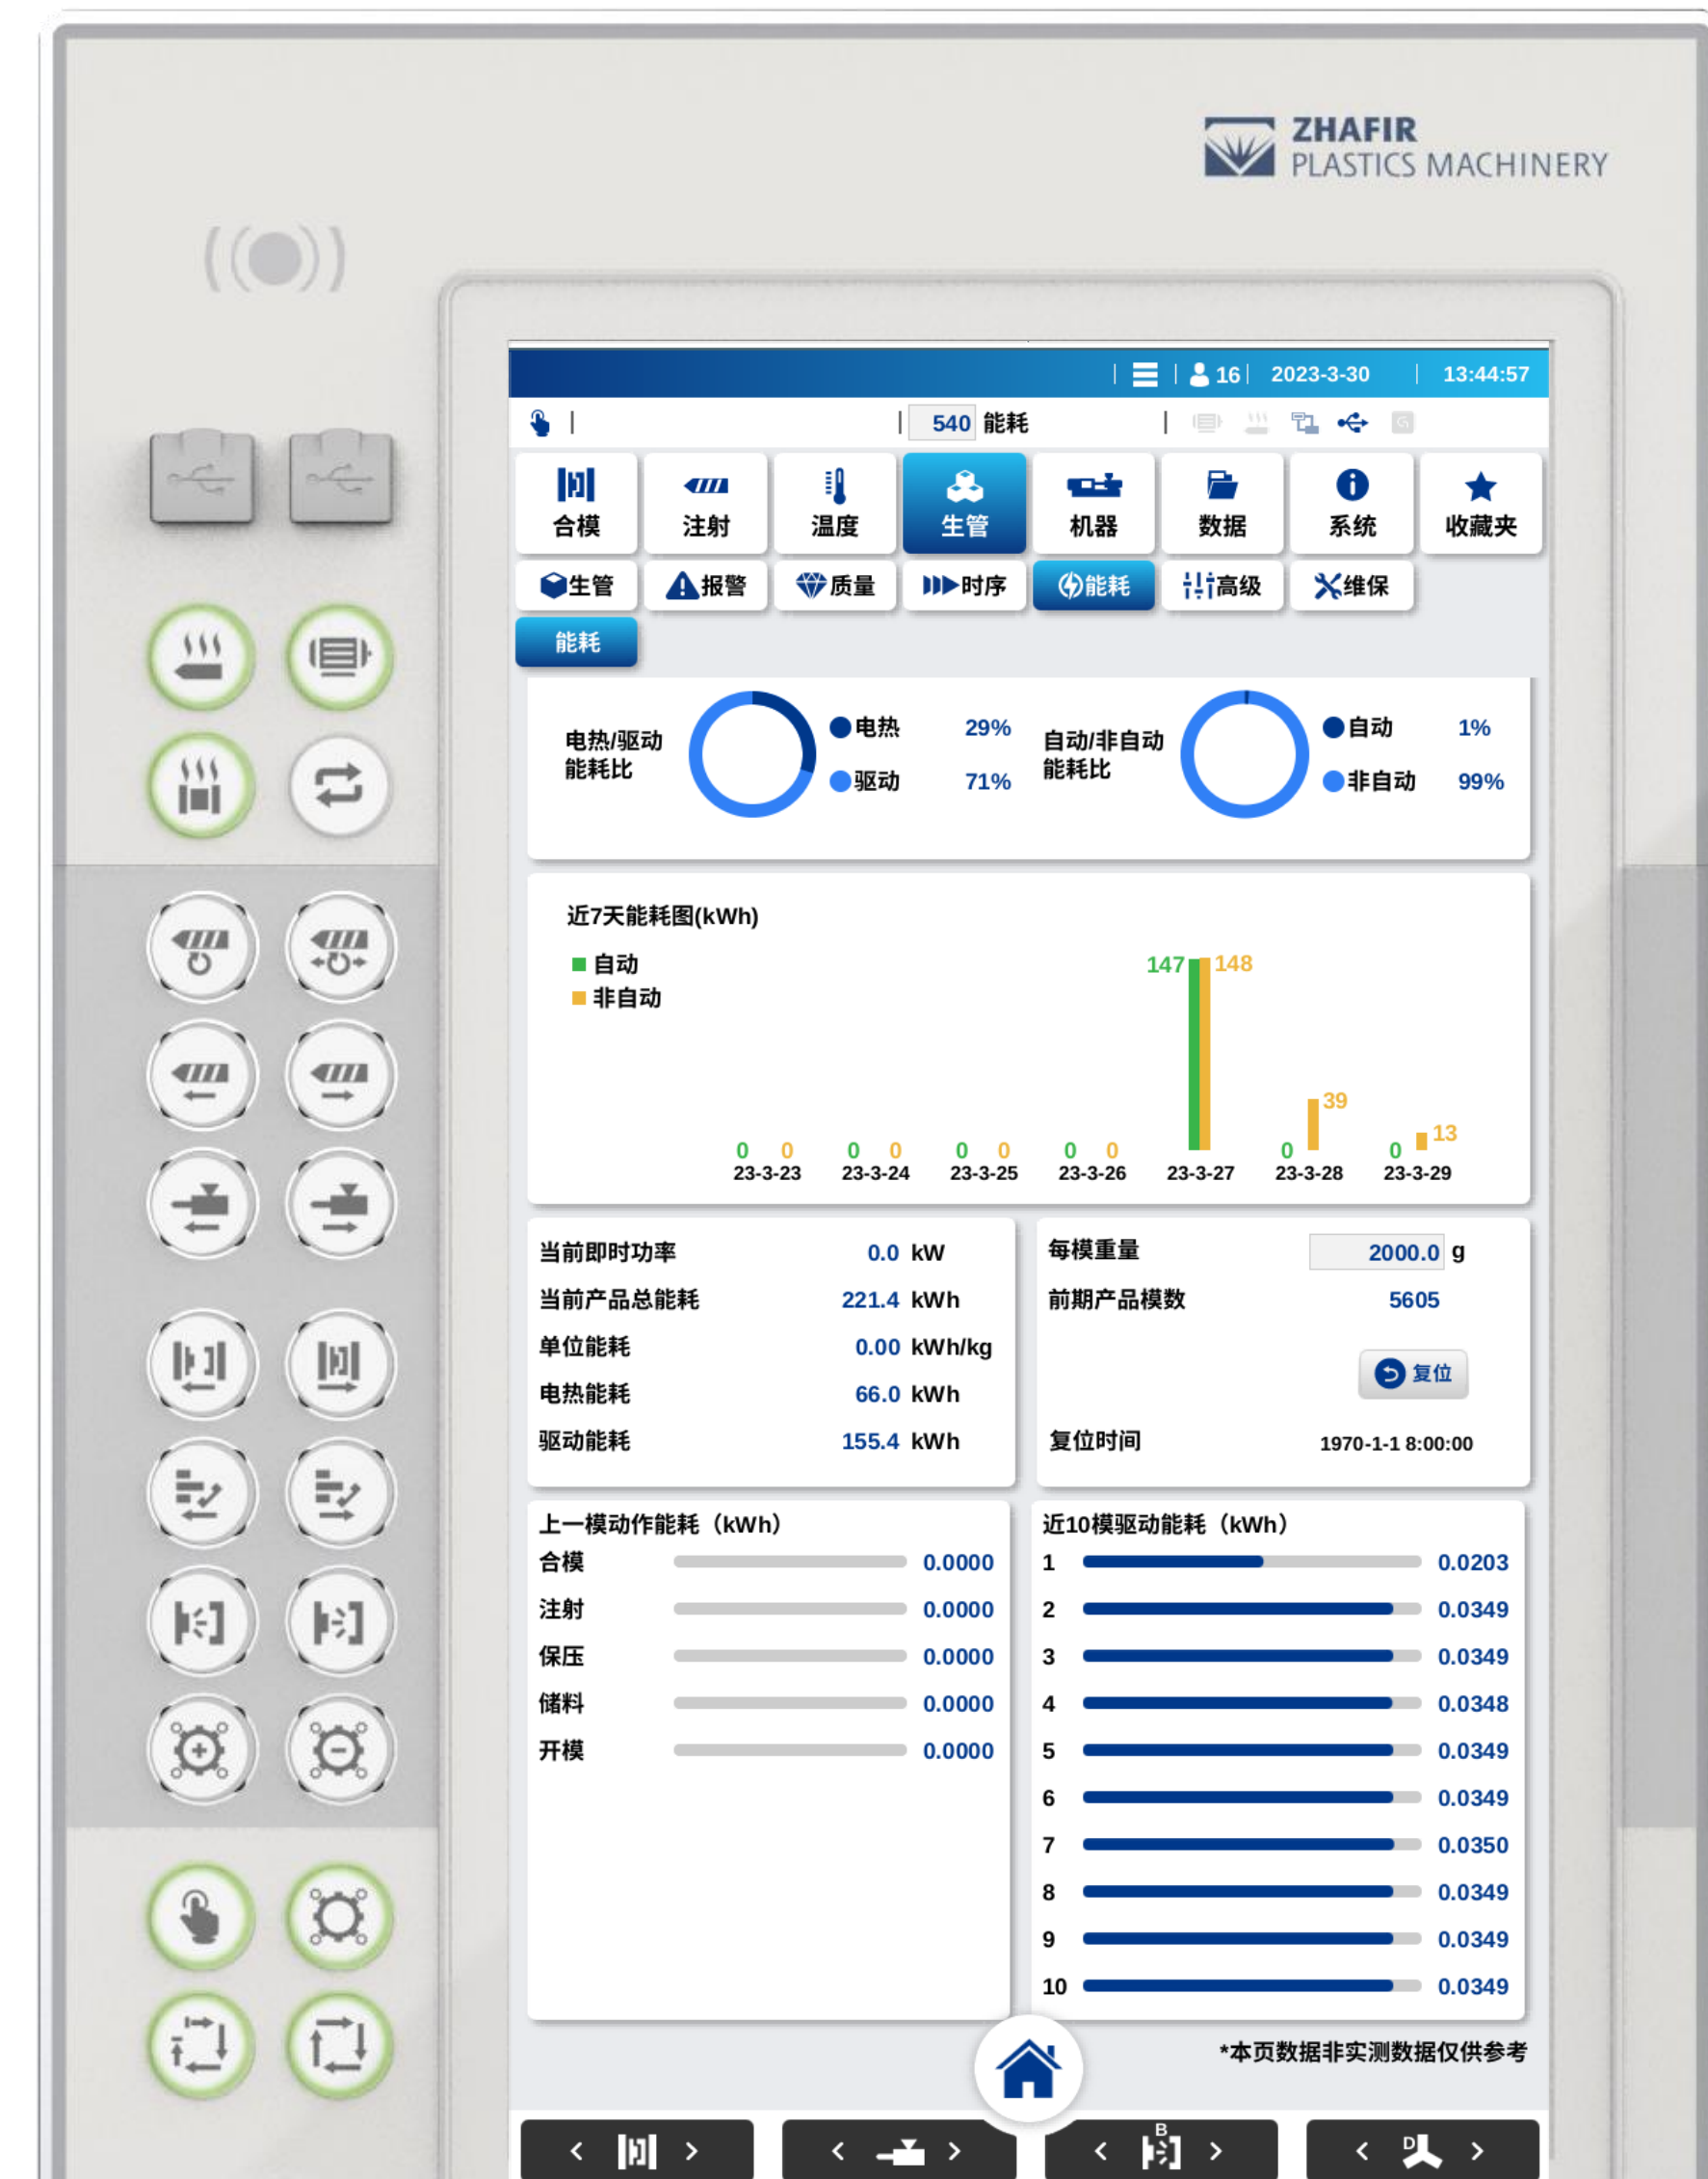 ZHAFIR
PLASTICS MACHINERY
16 2023-3-30 13:44:57
540 能耗
合模 注射 温度 生管 机器 数据 系统 收藏夹
生管 报警 质量 时序 能耗 高级 维保
能耗
电热/驱动
能耗比
电热 29%
驱动 71%
自动/非自动
能耗比
自动 1%
非自动 99%
近7天能耗图(kWh)
自动
非自动
147 148
39
13
0 0 0 0 0 0 0 0 0 0
23-3-23 23-3-24 23-3-25 23-3-26 23-3-27 23-3-28 23-3-29
当前即时功率 0.0 kW
当前产品总能耗 221.4 kWh
单位能耗 0.00 kWh/kg
电热能耗 66.0 kWh
驱动能耗 155.4 kWh
每模重量 2000.0 g
前期产品模数 5605
复位
复位时间 1970-1-1 8:00:00
上一模动作能耗（kWh）
合模 0.0000
注射 0.0000
保压 0.0000
储料 0.0000
开模 0.0000
近10模驱动能耗（kWh）
1 0.0203
2 0.0349
3 0.0349
4 0.0348
5 0.0349
6 0.0349
7 0.0350
8 0.0349
9 0.0349
10 0.0349
*本页数据非实测数据仅供参考
B
D